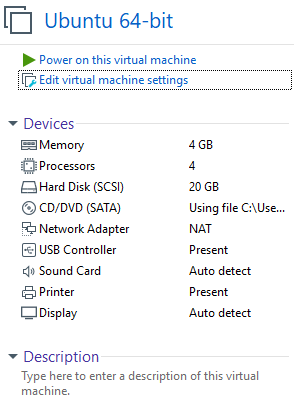 Ubuntu 64-bit
Power on this virtual machine
Edit virtual machine settings
Devices
Memory 4 GB
Processors 4
Hard Disk (SCSI) 20 GB
CD/DVD (SATA) Using file C:\Use...
Network Adapter NAT
USB Controller Present
Sound Card Auto detect
Printer Present
Display Auto detect
Description
Type here to enter a description of this virtual
machine.